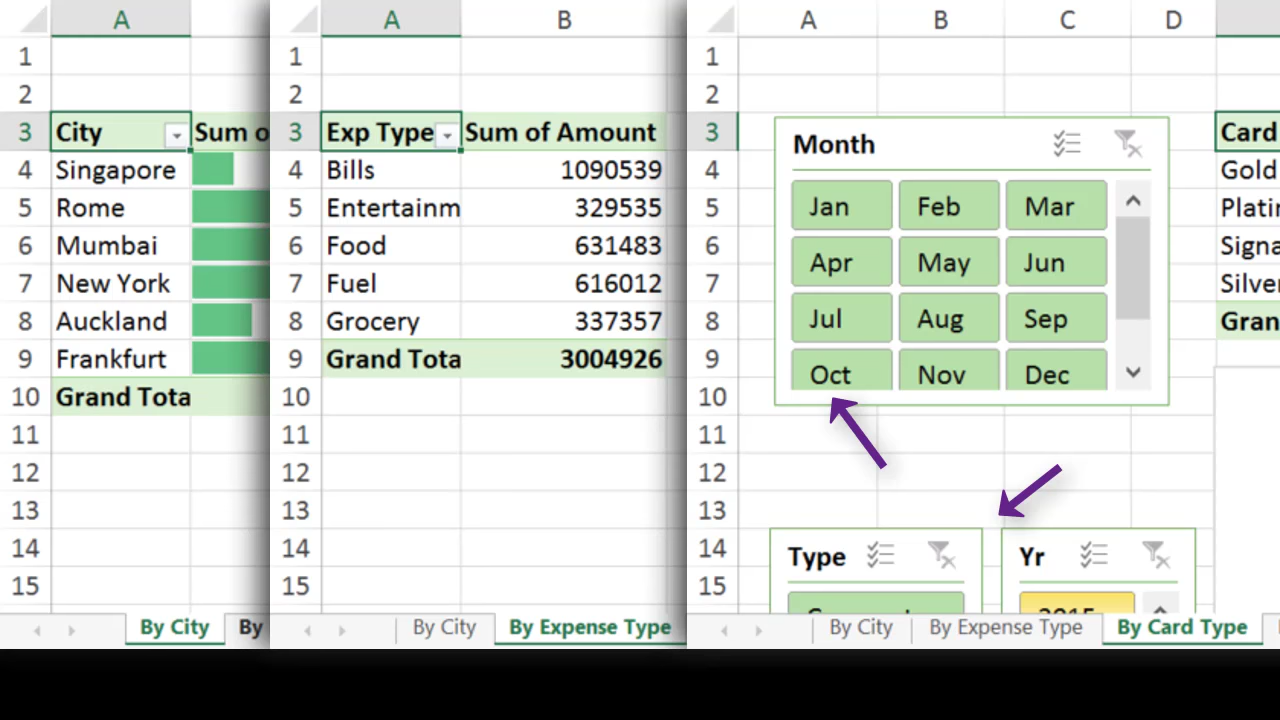 A
1
2
3 City Sum o
4 Singapore
5 Rome
6 Mumbai
7 New York
8 Auckland
9 Frankfurt
10 Grand Tota
11
12
13
14
15
By City By
A B
1
2
3 Exp Type Sum of Amount
4 Bills 1090539
5 Entertainm 329535
6 Food 631483
7 Fuel 616012
8 Grocery 337357
9 Grand Tota 3004926
10
11
12
13
14
15
By City By Expense Type
A B C D
1
2
3 Card
4 Gold
5 Platin
6 Signa
7 Silver
8 Gran
9
10
11
12
13
14
15
Month
Jan Feb Mar
Apr May Jun
Jul Aug Sep
Oct Nov Dec
Type Yr
2015
By City By Expense Type By Card Type